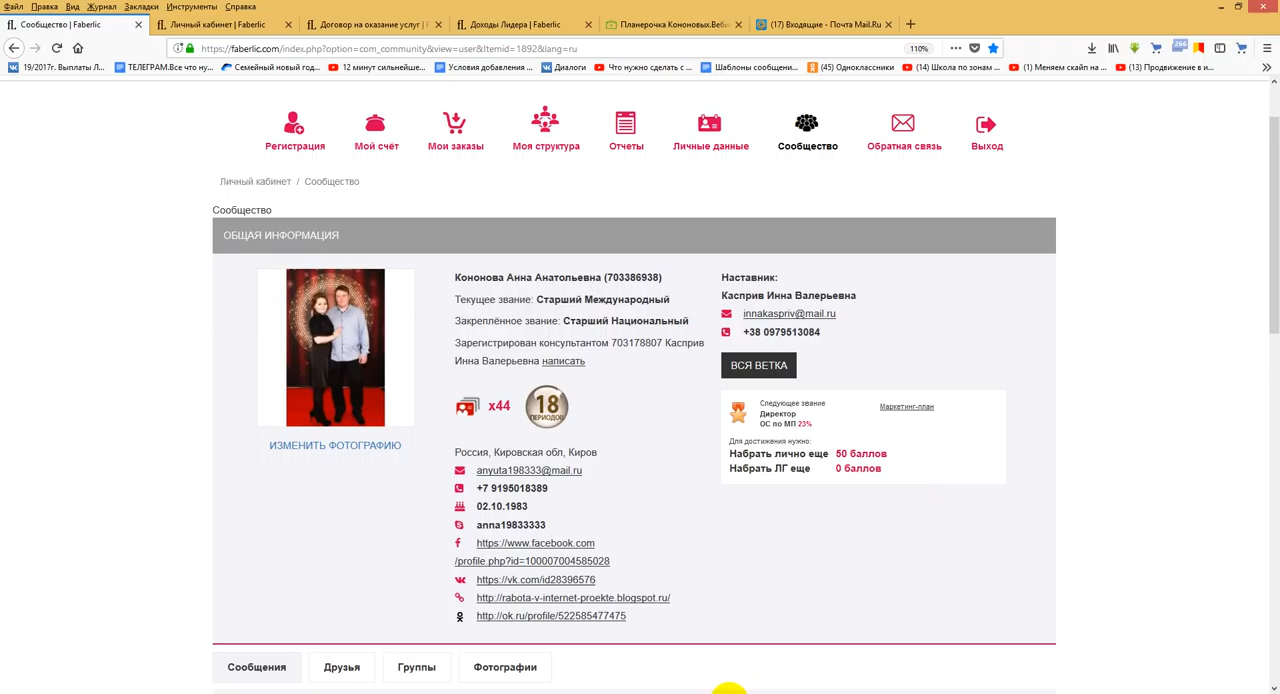 Файл Правка Вид Журнал Закладки Инструменты Справка
Сообщество | Faberlic
Личный кабинет | Faberlic
Договор на оказание услуг | F
Доходы Лидера | Faberlic
Планерочка Кононовых.Веби
(17) Входящие - Почта Mail.Ru
https://faberlic.com/index.php?option=com_community&view=user&Itemid=1892&lang=ru
110%
266
19/2017г. Выплаты Л...
ТЕЛЕГРАМ.Все что ну...
Семейный новый год...
12 минут сильнейше...
Условия добавления ...
Диалоги
Что нужно сделать с ...
Шаблоны сообщени...
(45) Одноклассники
(14) Школа по зонам ...
(1) Меняем скайп на ...
(13) Продвижение в и...
Регистрация
Мой счёт
Мои заказы
Моя структура
Отчеты
Личные данные
Сообщество
Обратная связь
Выход
Личный кабинет / Сообщество
Сообщество
ОБЩАЯ ИНФОРМАЦИЯ
ИЗМЕНИТЬ ФОТОГРАФИЮ
Кононова Анна Анатольевна (703386938)
Текущее звание: Старший Международный
Закреплённое звание: Старший Национальный
Зарегистрирован консультантом 703178807 Касприв
Инна Валерьевна написать
x44
18
ПЕРИОДОВ
Россия, Кировская обл, Киров
anyuta198333@mail.ru
+7 9195018389
02.10.1983
anna19833333
https://www.facebook.com
/profile.php?id=100007004585028
https://vk.com/id28396576
http://rabota-v-internet-proekte.blogspot.ru/
http://ok.ru/profile/522585477475
Наставник:
Касприв Инна Валерьевна
innakaspriv@mail.ru
+38 0979513084
ВСЯ ВЕТКА
Следующее звание
Директор
ОС по МП 23%
Маркетинг-план
Для достижения нужно:
Набрать лично еще 50 баллов
Набрать ЛГ еще 0 баллов
Сообщения
Друзья
Группы
Фотографии